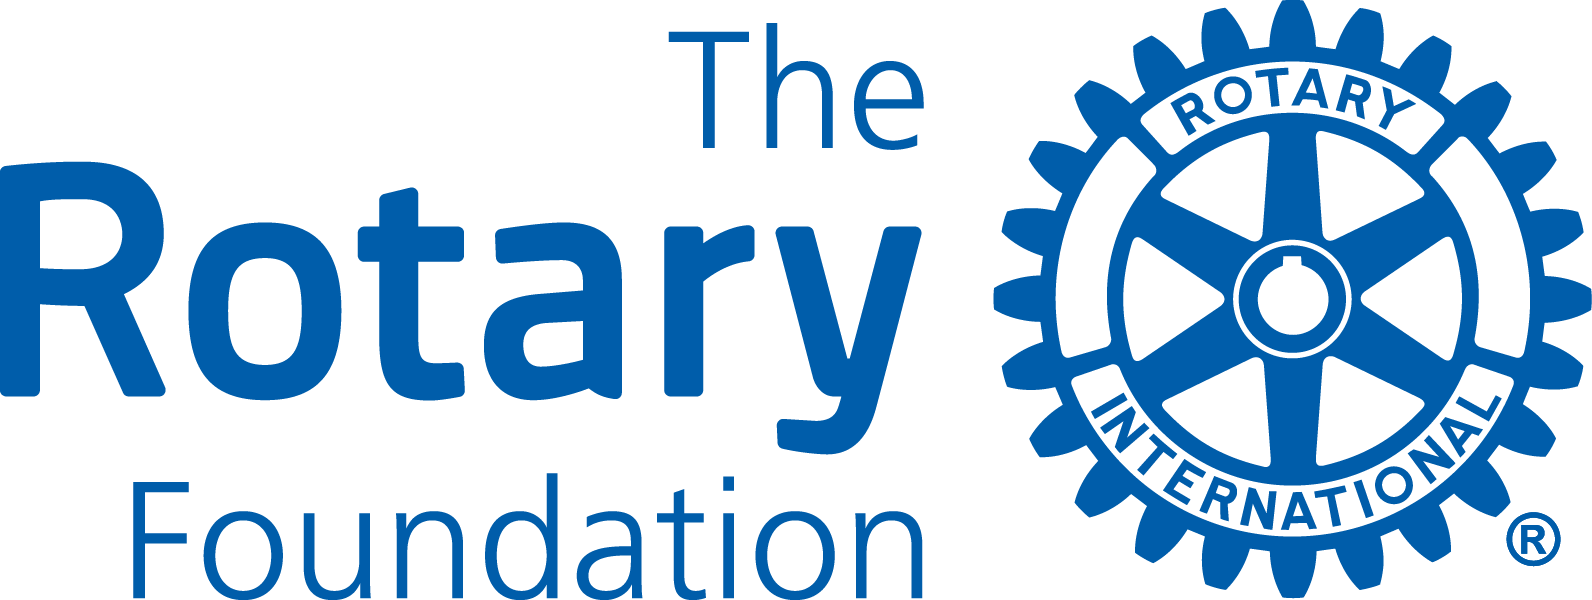 The
Rotary
Foundation
ROTARY
INTERNATIONAL
®